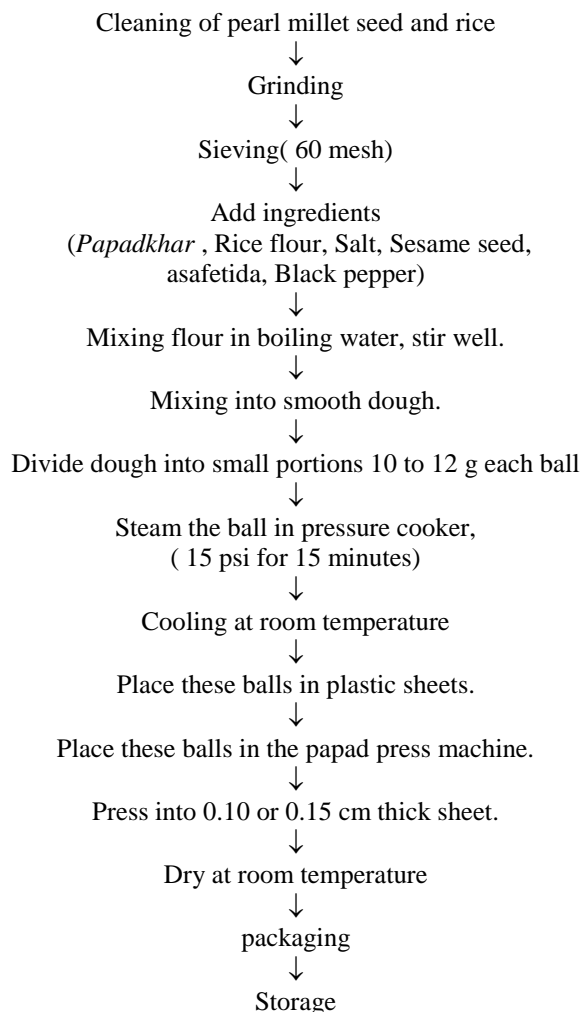 Cleaning of pearl millet seed and rice
↓
Grinding
↓
Sieving( 60 mesh)
↓
Add ingredients
(Papadkhar , Rice flour, Salt, Sesame seed,
asafetida, Black pepper)
↓
Mixing flour in boiling water, stir well.
↓
Mixing into smooth dough.
↓
Divide dough into small portions 10 to 12 g each ball
↓
Steam the ball in pressure cooker,
( 15 psi for 15 minutes)
↓
Cooling at room temperature
↓
Place these balls in plastic sheets.
↓
Place these balls in the papad press machine.
↓
Press into 0.10 or 0.15 cm thick sheet.
↓
Dry at room temperature
↓
packaging
↓
Storage